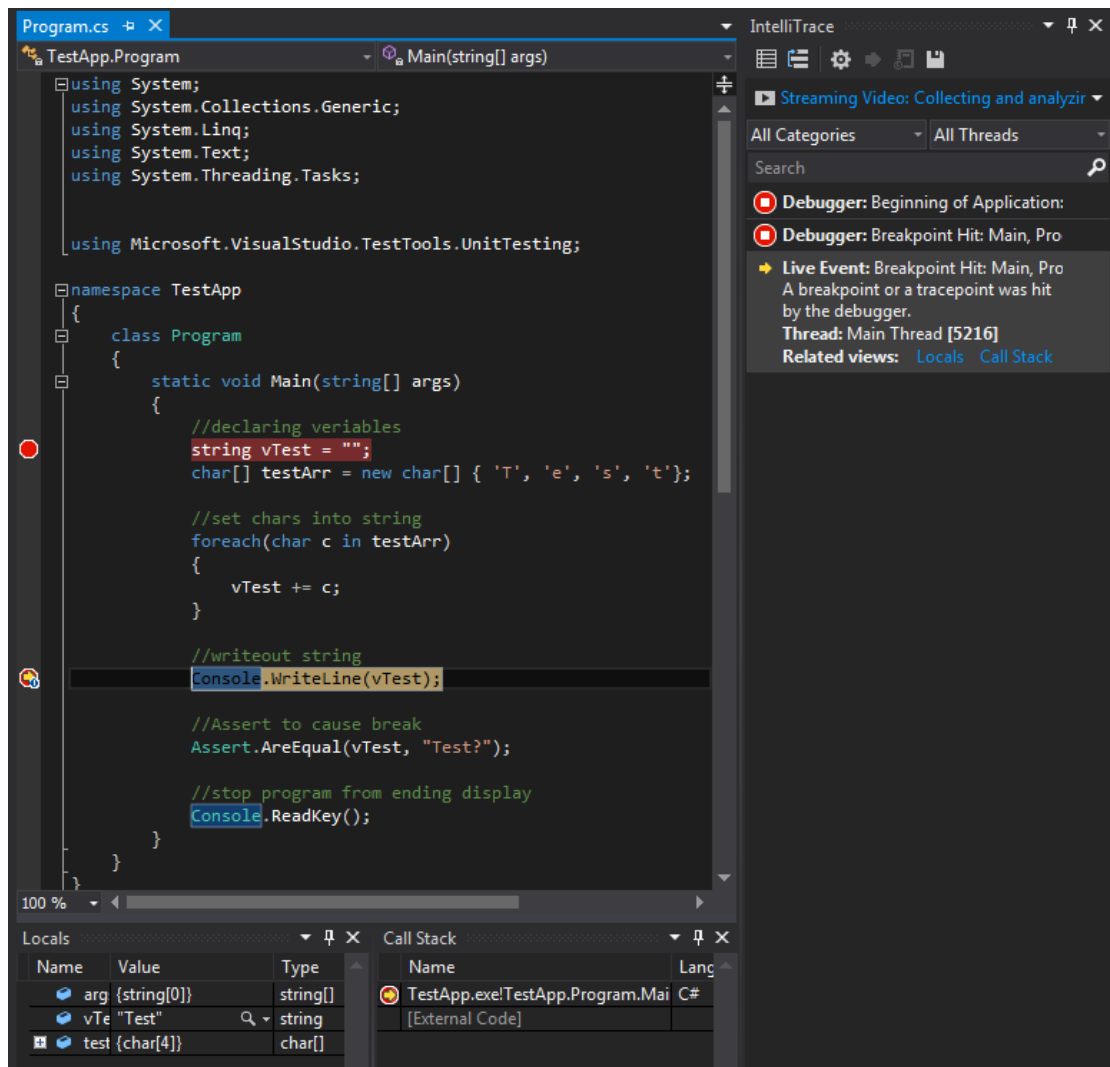 Program.cs
TestApp.Program
Main(string[] args)
using System;
using System.Collections.Generic;
using System.Linq;
using System.Text;
using System.Threading.Tasks;
using Microsoft.VisualStudio.TestTools.UnitTesting;
namespace TestApp
{
class Program
{
static void Main(string[] args)
{
//declaring veriables
string vTest = "";
char[] testArr = new char[] { 'T', 'e', 's', 't'};
//set chars into string
foreach(char c in testArr)
{
vTest += c;
}
//writeout string
Console.WriteLine(vTest);
//Assert to cause break
Assert.AreEqual(vTest, "Test?");
//stop program from ending display
Console.ReadKey();
}
}
}
100 %
IntelliTrace
Streaming Video: Collecting and analyzir
All Categories All Threads
Search
Debugger: Beginning of Application:
Debugger: Breakpoint Hit: Main, Pro
Live Event: Breakpoint Hit: Main, Pro
A breakpoint or a tracepoint was hit
by the debugger.
Thread: Main Thread [5216]
Related views: Locals Call Stack
Locals
Name Value Type
arg {string[0]} string[]
vTe "Test" string
test {char[4]} char[]
Call Stack
Name Lang
TestApp.exe!TestApp.Program.Mai C#
[External Code]